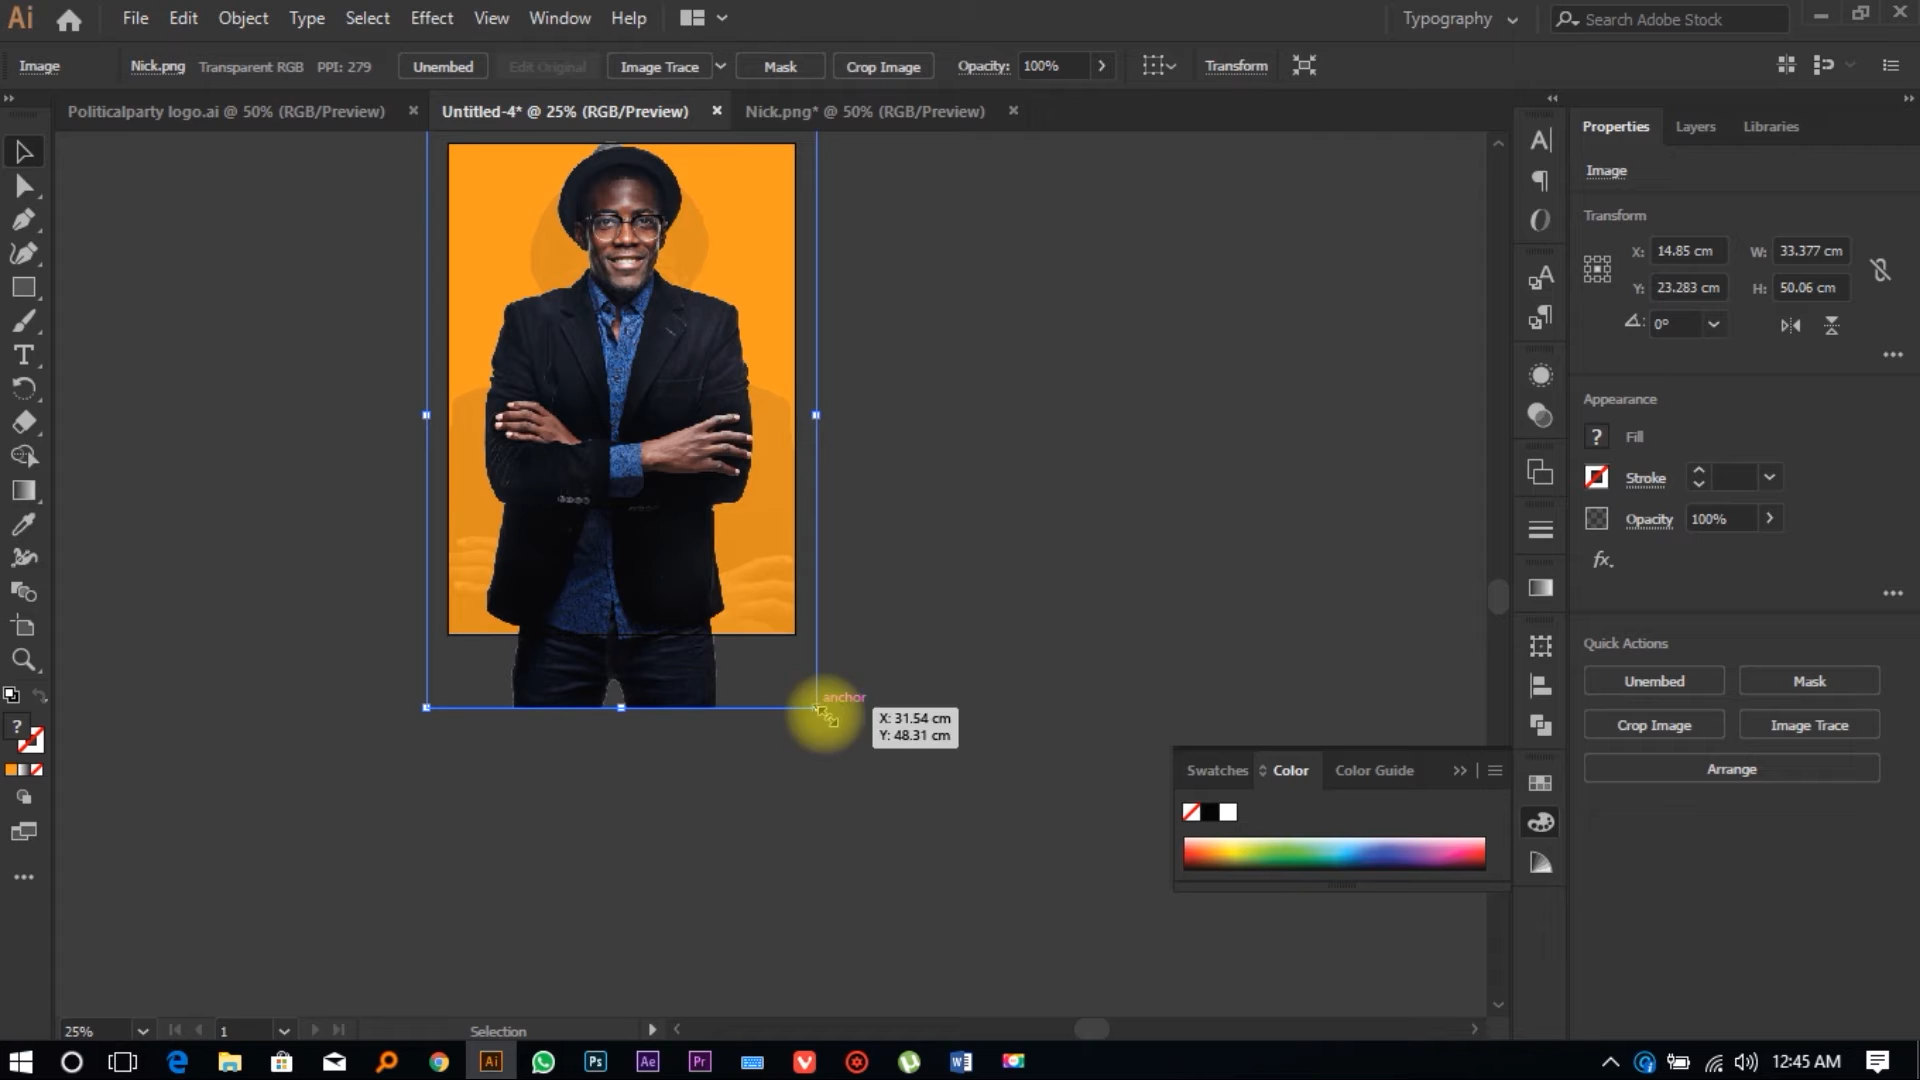 Ai File Edit Object Type Select Effect View Window Help Typography Search Adobe Stock
Image Nick.png Transparent RGB PPI: 279 Unembed Edit Original Image Trace Mask Crop Image Opacity: 100% Transform
Politicalparty logo.ai @ 50% (RGB/Preview) Untitled-4* @ 25% (RGB/Preview) Nick.png* @ 50% (RGB/Preview)
Properties Layers Libraries
Image
Transform
X: 14.85 cm W: 33.377 cm
Y: 23.283 cm H: 50.06 cm
0°
Appearance
? Fill
Stroke
Opacity 100%
fx.
Quick Actions
Unembed Mask
Crop Image Image Trace
Arrange
anchor
X: 31.54 cm
Y: 48.31 cm
Swatches Color Color Guide
?
25% 1 Selection
Ai Ps Ae Pr 12:45 AM